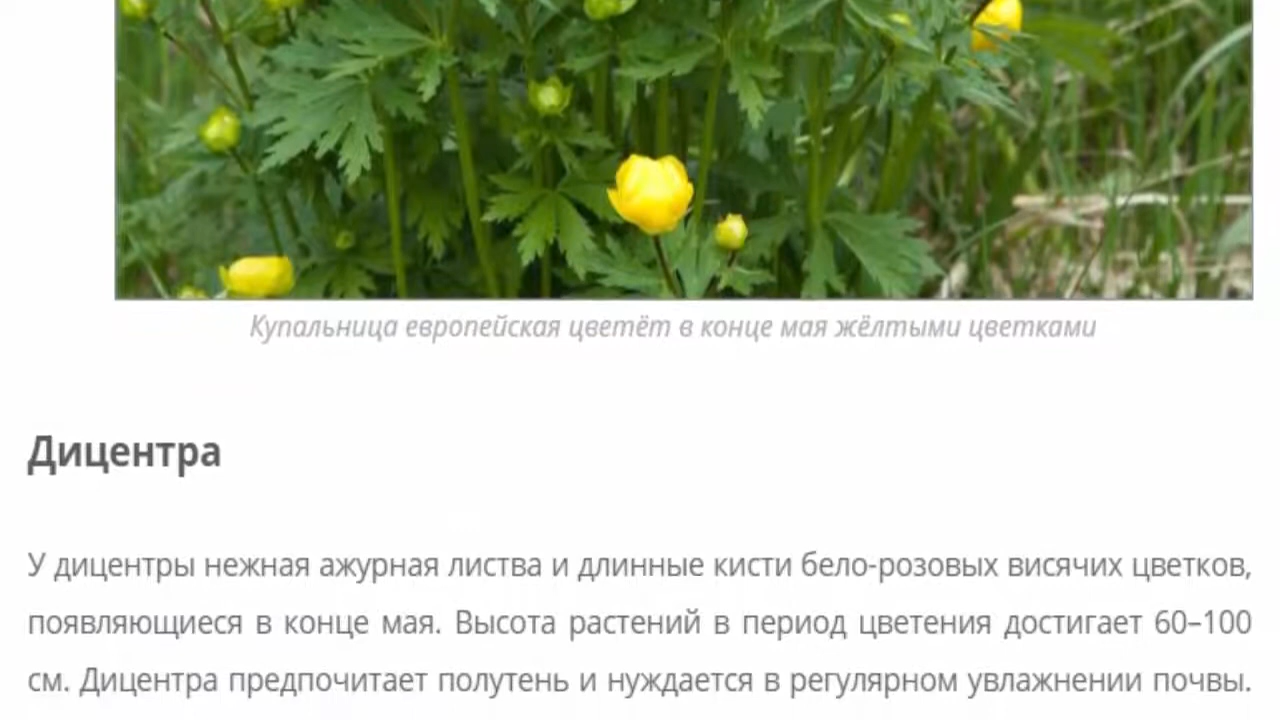 Купальница европейская цветёт в конце мая жёлтыми цветками
Дицентра
У дицентры нежная ажурная листва и длинные кисти бело-розовых висячих цветков,
появляющиеся в конце мая. Высота растений в период цветения достигает 60–100
см. Дицентра предпочитает полутень и нуждается в регулярном увлажнении почвы.